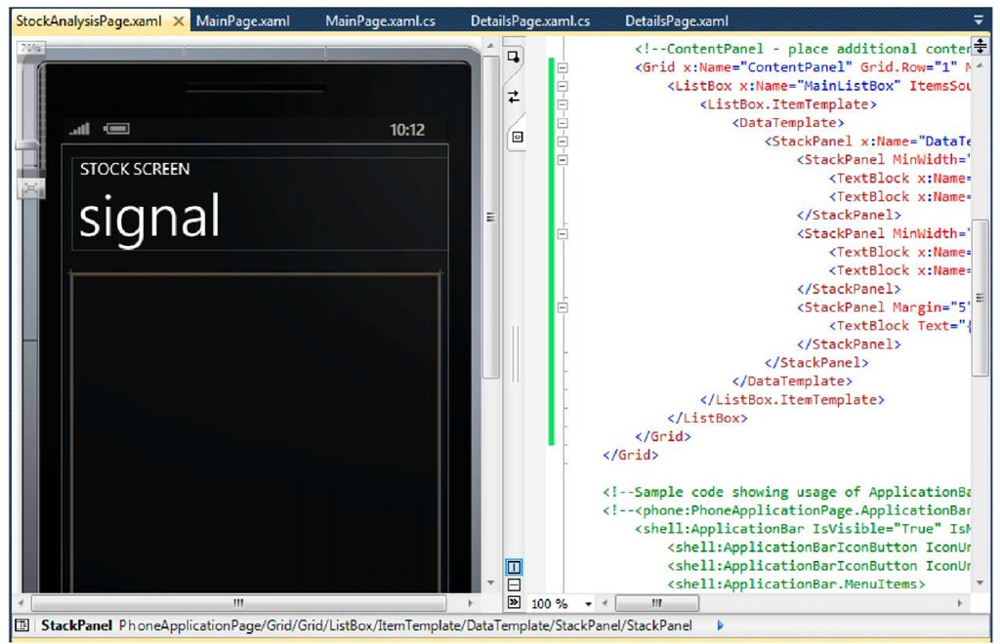 StockAnalysisPage.xaml × MainPage.xaml MainPage.xaml.cs DetailsPage.xaml.cs DetailsPage.xaml
70%
10:12
STOCK SCREEN
signal
<!--ContentPanel - place additional conten
<Grid x:Name="ContentPanel" Grid.Row="1" M
<ListBox x:Name="MainListBox" ItemsSou
<ListBox.ItemTemplate>
<DataTemplate>
<StackPanel x:Name="DataTe
<StackPanel MinWidth="
<TextBlock x:Name=
<TextBlock x:Name=
</StackPanel>
<StackPanel MinWidth="
<TextBlock x:Name=
<TextBlock x:Name=
</StackPanel>
<StackPanel Margin="5"
<TextBlock Text="{
</StackPanel>
</StackPanel>
</DataTemplate>
</ListBox.ItemTemplate>
</ListBox>
</Grid>
</Grid>
<!--Sample code showing usage of ApplicationBa
<!--<phone:PhoneApplicationPage.ApplicationBar
<shell:ApplicationBar IsVisible="True" IsM
<shell:ApplicationBarIconButton IconUr
<shell:ApplicationBarIconButton IconUr
<shell:ApplicationBar.MenuItems>
100 %
StackPanel PhoneApplicationPage/Grid/Grid/ListBox/ItemTemplate/DataTemplate/StackPanel/StackPanel